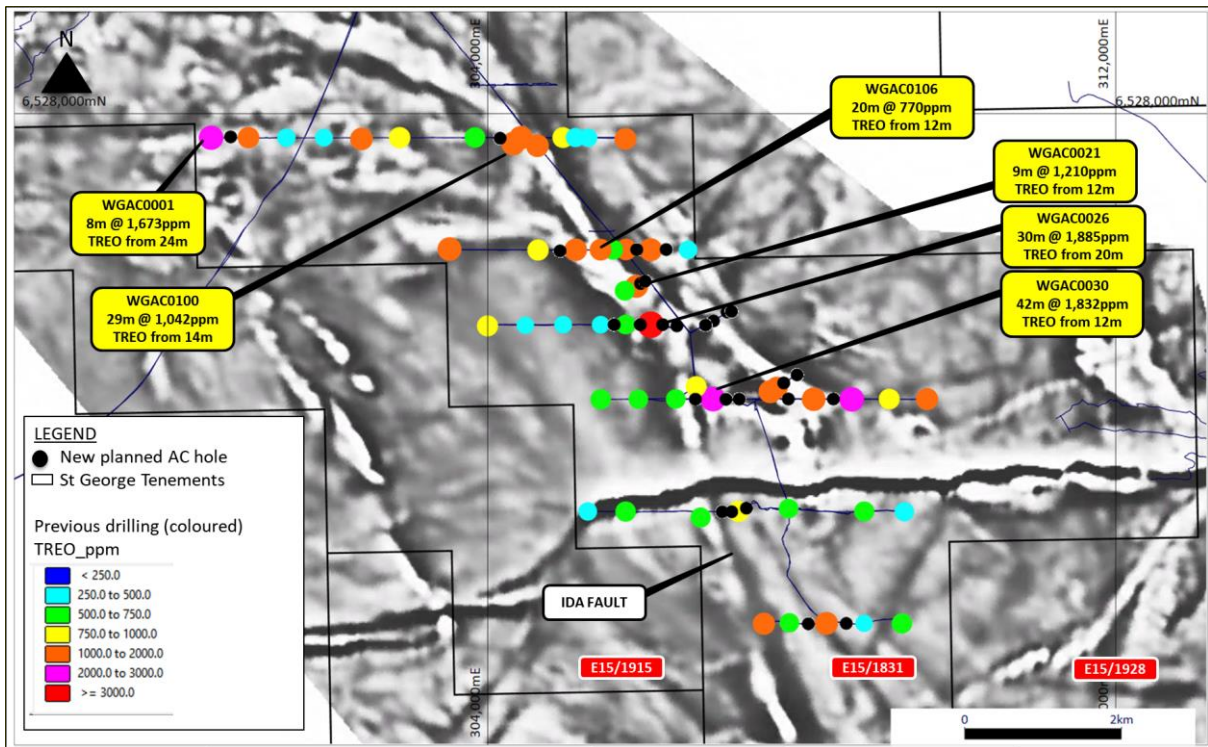 N
6,528,000mN
304,000mE
312,000mE
6,528,000mN
WGAC0106
20m @ 770ppm
TREO from 12m
WGAC0021
9m @ 1,210ppm
TREO from 12m
WGAC0001
8m @ 1,673ppm
TREO from 24m
WGAC0026
30m @ 1,885ppm
TREO from 20m
WGAC0100
29m @ 1,042ppm
TREO from 14m
WGAC0030
42m @ 1,832ppm
TREO from 12m
LEGEND
New planned AC hole
St George Tenements
Previous drilling (coloured)
TREO_ppm
< 250.0
250.0 to 500.0
500.0 to 750.0
750.0 to 1000.0
1000.0 to 2000.0
2000.0 to 3000.0
>= 3000.0
IDA FAULT
E15/1915
E15/1831
E15/1928
304,000mE
312,000mE
0
2km